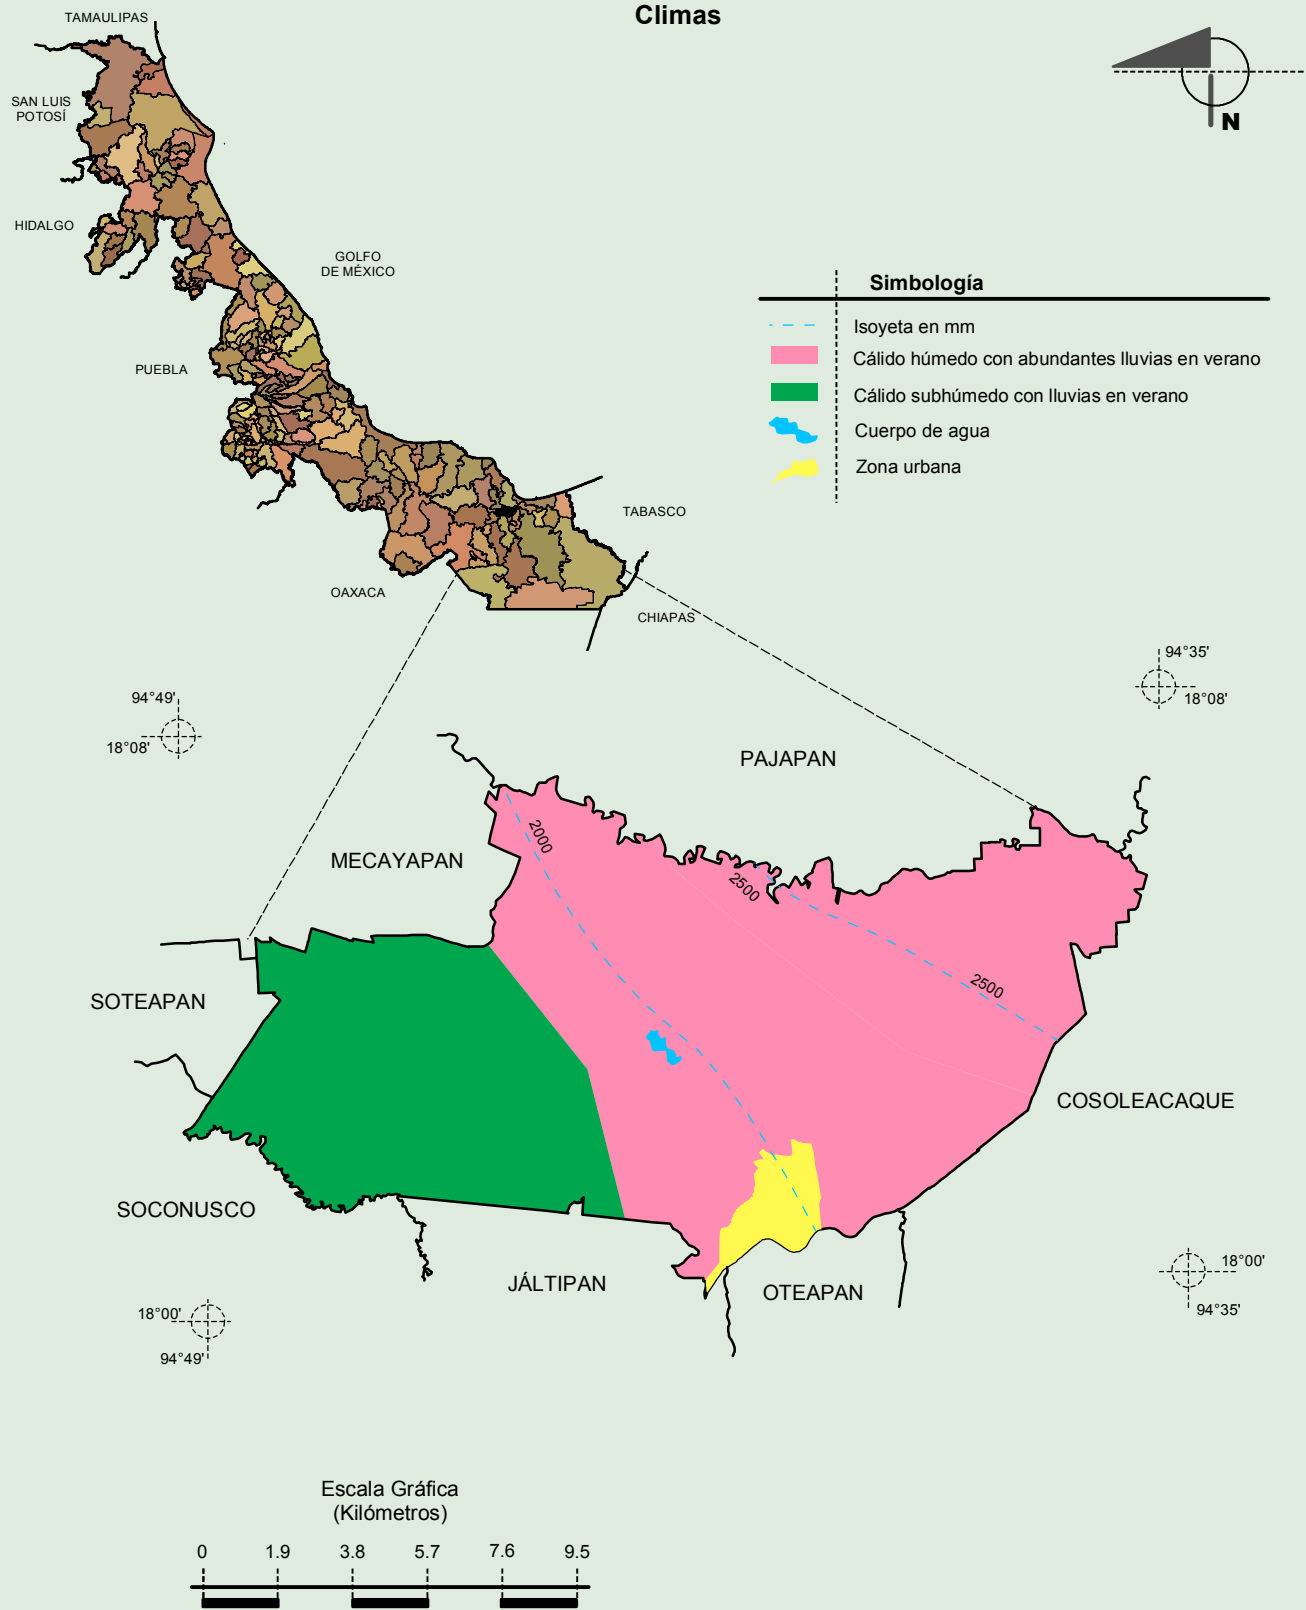 Climas
TAMAULIPAS
SAN LUIS
POTOSÍ
HIDALGO
GOLFO
DE MÉXICO
PUEBLA
TABASCO
OAXACA
CHIAPAS
N
Simbología
Isoyeta en mm
Cálido húmedo con abundantes lluvias en verano
Cálido subhúmedo con lluvias en verano
Cuerpo de agua
Zona urbana
94°35'
18°08'
94°49'
18°08'
PAJAPAN
MECAYAPAN
2000
2500
2500
SOTEAPAN
COSOLEACAQUE
SOCONUSCO
JÁLTIPAN
OTEAPAN
18°00'
94°35'
18°00'
94°49'
Escala Gráfica
(Kilómetros)
0 1.9 3.8 5.7 7.6 9.5